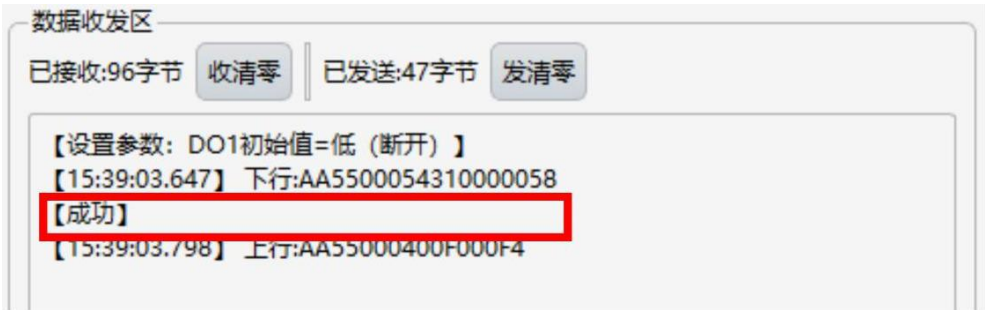 数据收发区
已接收:96字节 收清零 已发送:47字节 发清零
【设置参数：DO1初始值=低（断开）】
【15:39:03.647】 下行:AA5500054310000058
【成功】
【15:39:03.798】 上行:AA55000400F000F4